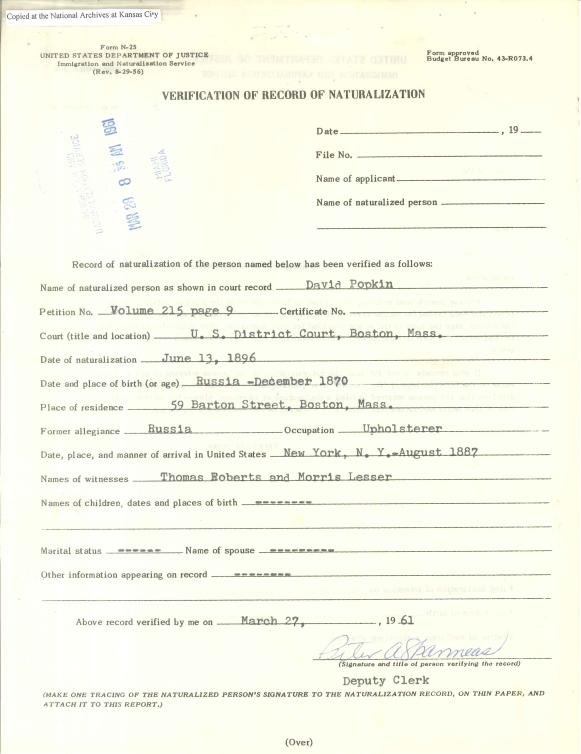 Copied at the National Archives at Kansas City
Form N-25
UNITED STATES DEPARTMENT OF JUSTICE
Immigration and Naturalization Service
(Rev. 8-29-56)
Form approved
Budget Bureau No. 43-R073.4
VERIFICATION OF RECORD OF NATURALIZATION
Date , 19
File No.
Name of applicant
Name of naturalized person
MAR 29 8 AM 1961
MIAMI
FLORIDA
Record of naturalization of the person named below has been verified as follows:
Name of naturalized person as shown in court record David Popkin
Petition No. Volume 215 page 9 Certificate No.
Court (title and location) U. S. District Court, Boston, Mass.
Date of naturalization June 13, 1896
Date and place of birth (or age) Russia -December 1870
Place of residence 59 Barton Street, Boston, Mass.
Former allegiance Russia Occupation Upholsterer
Date, place, and manner of arrival in United States New York, N. Y.-August 1887
Names of witnesses Thomas Roberts and Morris Lesser
Names of children, dates and places of birth --------
Marital status ------ Name of spouse ---------
Other information appearing on record --------
Above record verified by me on March 27, , 19 61
(Signature and title of person verifying the record)
Deputy Clerk
(MAKE ONE TRACING OF THE NATURALIZED PERSON'S SIGNATURE TO THE NATURALIZATION RECORD, ON THIN PAPER, AND
ATTACH IT TO THIS REPORT.)
(Over)